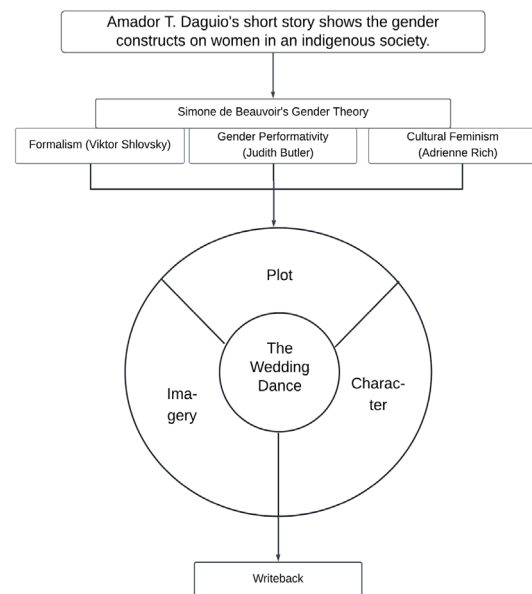 Amador T. Daguio's short story shows the gender
constructs on women in an indigenous society.
Simone de Beauvoir's Gender Theory
Formalism (Viktor Shlovsky)
Gender Performativity
(Judith Butler)
Cultural Feminism
(Adrienne Rich)
Plot
The
Wedding
Dance
Ima-
gery
Charac-
ter
Writeback